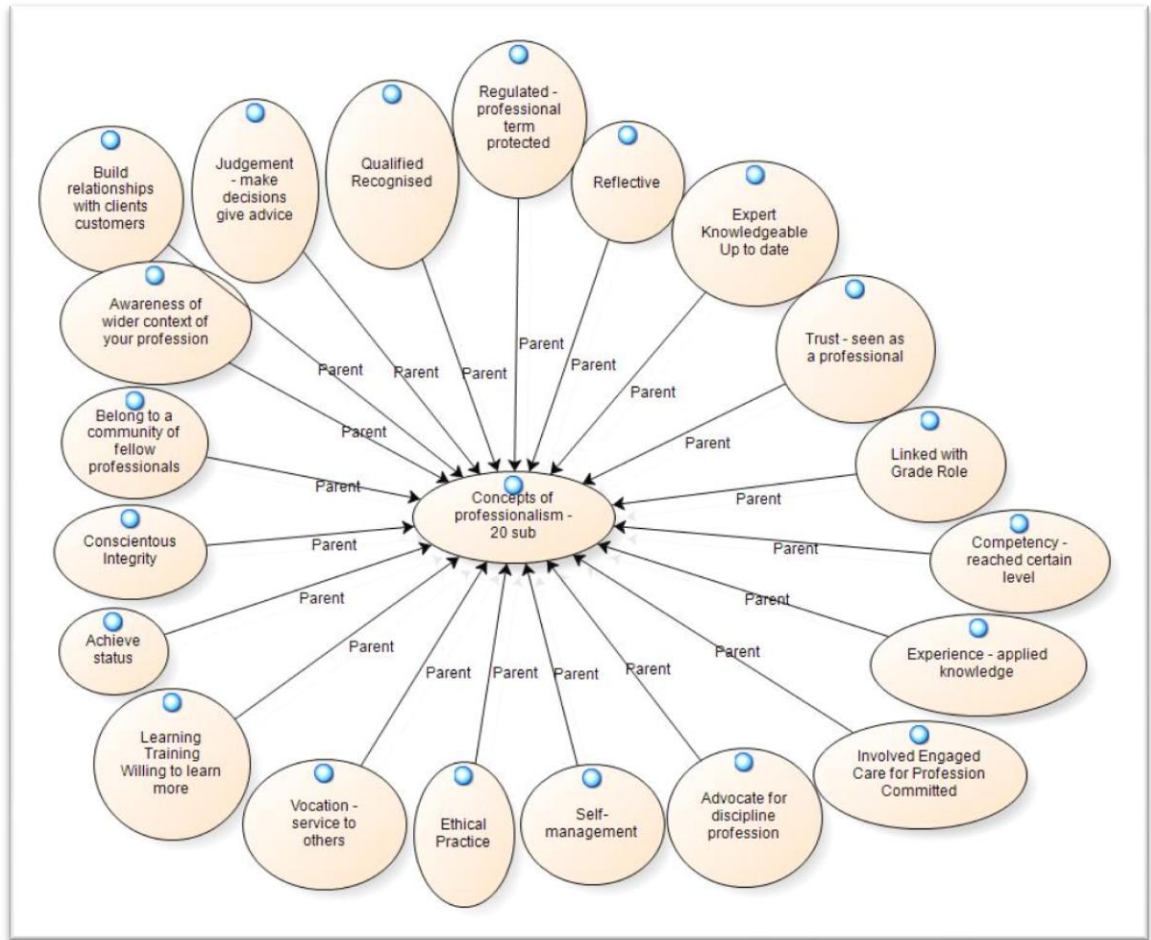 Regulated -
professional
term
protected
Qualified
Recognised
Judgement
- make
decisions
give advice
Build
relationships
with clients
customers
Reflective
Expert
Knowledgeable
Up to date
Awareness of
wider context of
your profession
Trust - seen as
a professional
Parent
Parent
Parent
Parent
Parent
Parent
Belong to a
community of
fellow
professionals
Parent
Parent
Linked with
Grade Role
Parent
Parent
Concepts of
professionalism -
20 sub
Conscientous
Integrity
Parent
Parent
Competency -
reached certain
level
Achieve
status
Parent
Parent
Experience - applied
knowledge
Parent
Parent
Parent
Parent
Parent
Parent
Learning
Training
Willing to learn
more
Involved Engaged
Care for Profession
Committed
Vocation -
service to
others
Ethical
Practice
Self-
management
Advocate for
discipline
profession